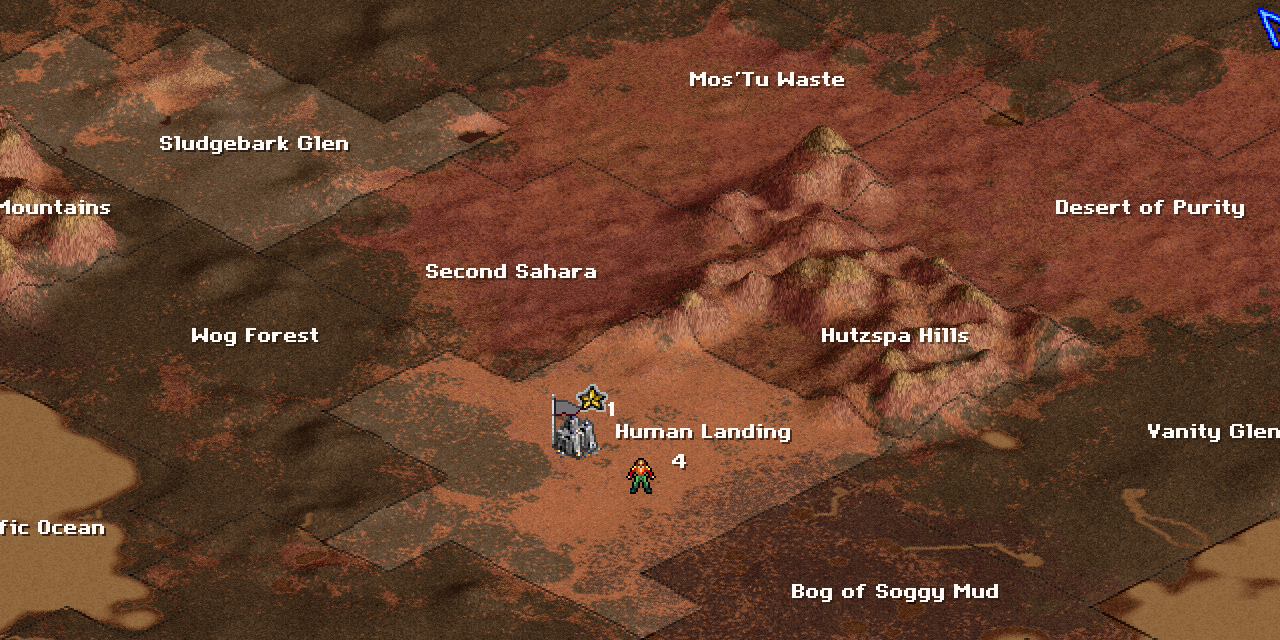 Mos'Tu Waste
Sludgebark Glen
Mountains
Desert of Purity
Second Sahara
Wog Forest
Hutzspa Hills
1
Human Landing
Vanity Glen
4
fic Ocean
Bog of Soggy Mud